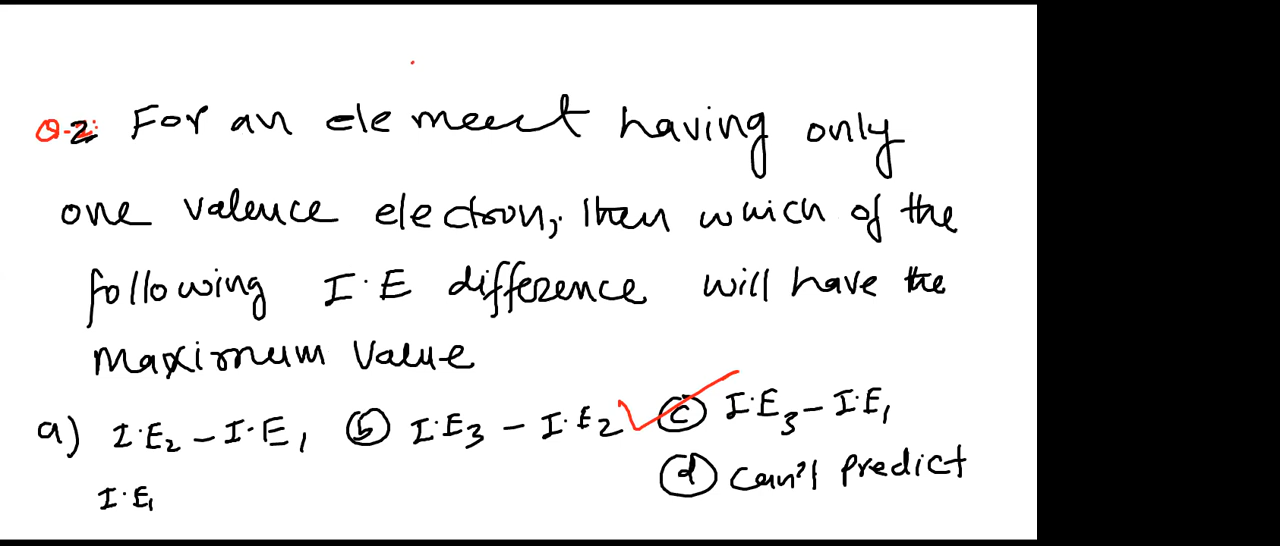 Q-2: For an element having only
one valence electron, then which of the
following I.E difference will have the
Maximum Value
a) I.E₂ - I.E₁ (b) I.E₃ - I.E₂ (c) I.E₃ - I.E₁
I.E₁ (d) can't predict